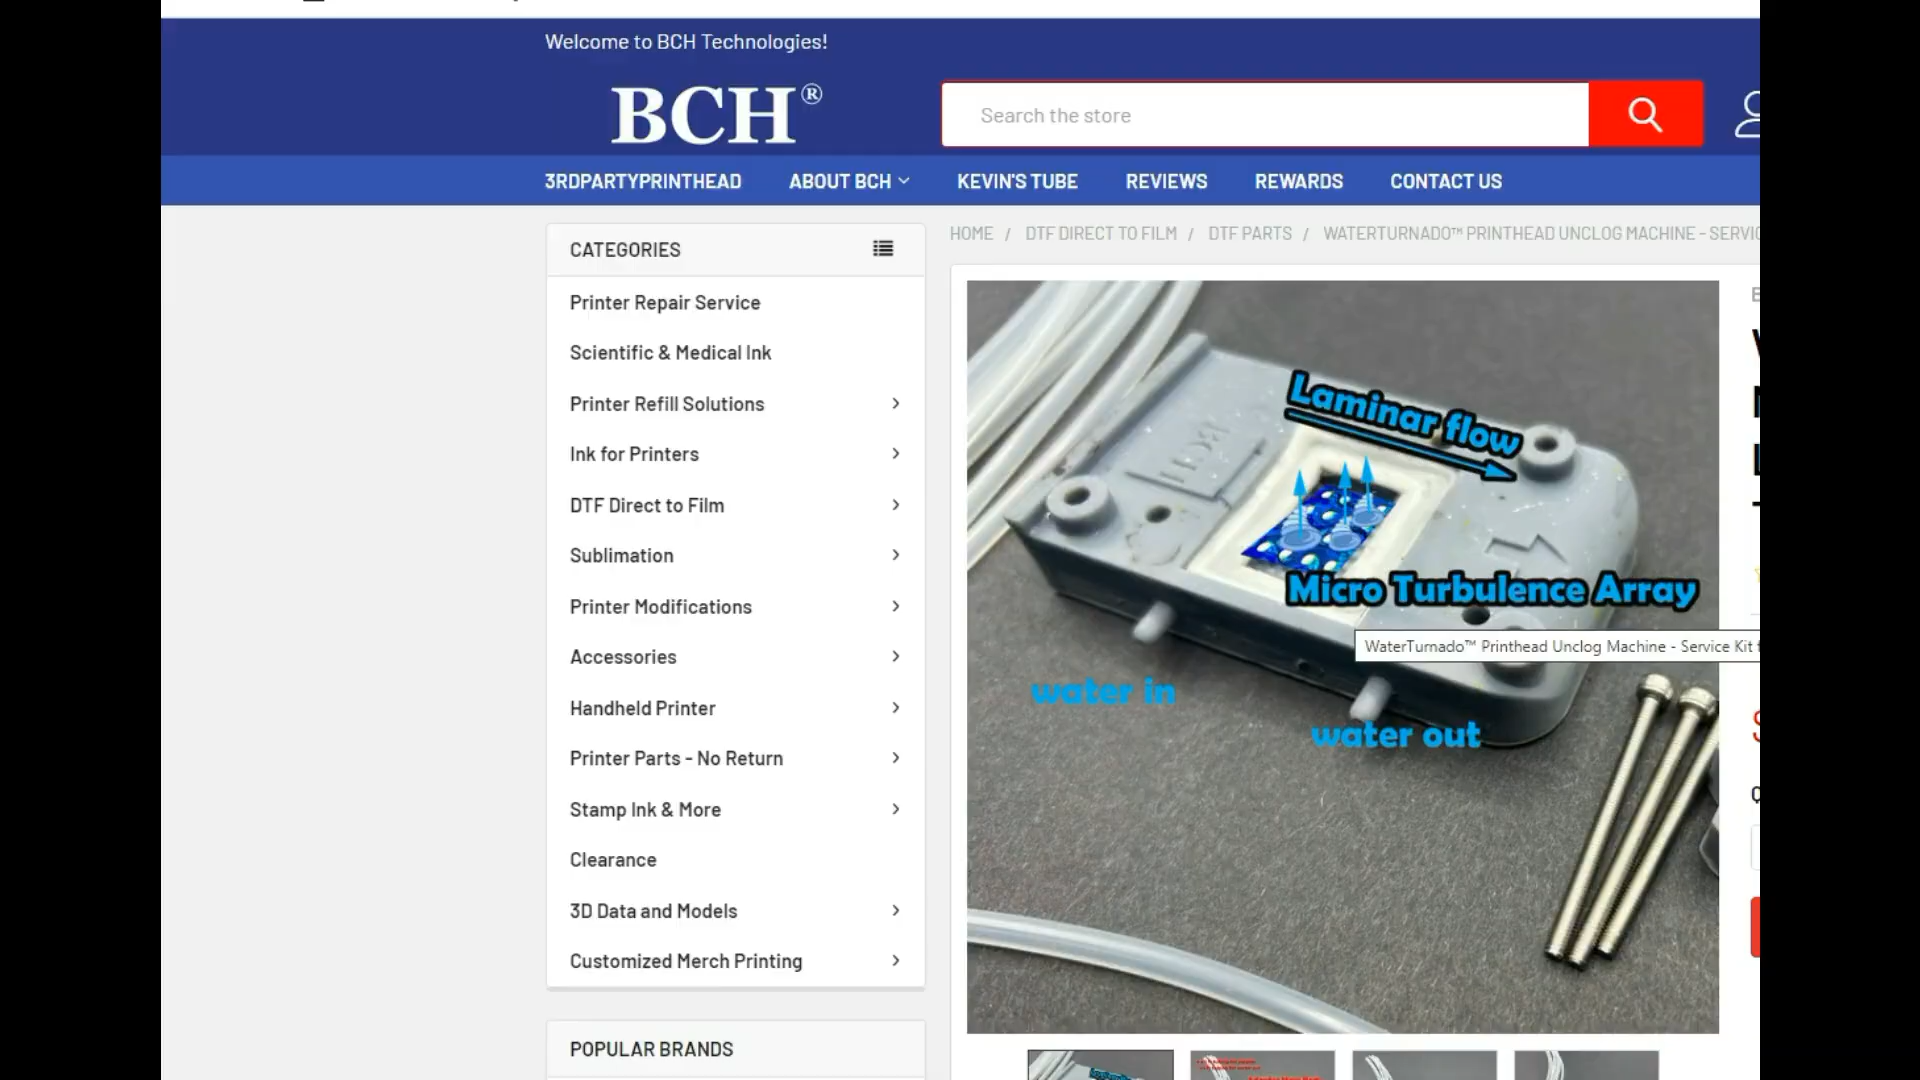 Welcome to BCH Technologies!
BCH®
Search the store
3RDPARTYPRINTHEAD
ABOUT BCH
KEVIN'S TUBE
REVIEWS
REWARDS
CONTACT US
HOME / DTF DIRECT TO FILM / DTF PARTS / WATERTURNADO™ PRINTHEAD UNCLOG MACHINE - SERVIC
CATEGORIES
Printer Repair Service
Scientific & Medical Ink
Printer Refill Solutions
Ink for Printers
DTF Direct to Film
Sublimation
Printer Modifications
Accessories
Handheld Printer
Printer Parts - No Return
Stamp Ink & More
Clearance
3D Data and Models
Customized Merch Printing
POPULAR BRANDS
Laminar flow
BCH
Micro Turbulence Array
WaterTurnado™ Printhead Unclog Machine - Service Kit
water in
water out